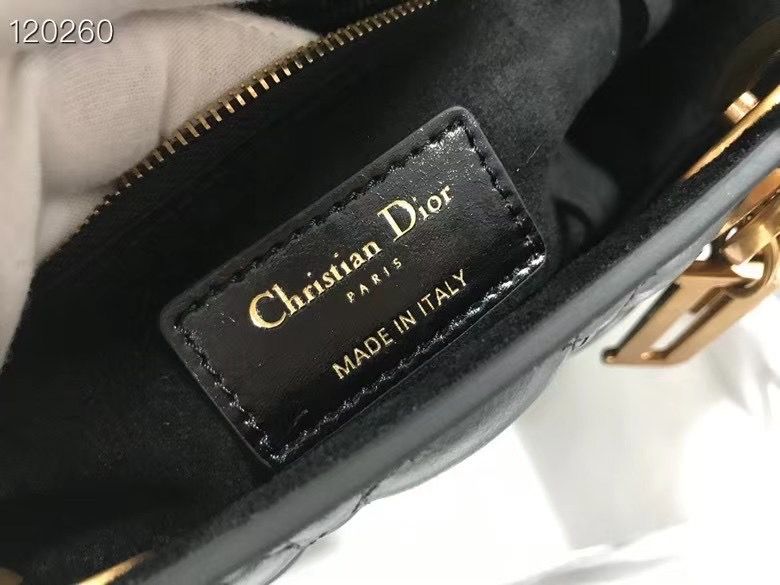 120260
Christian Dior
PARIS
MADE IN ITALY